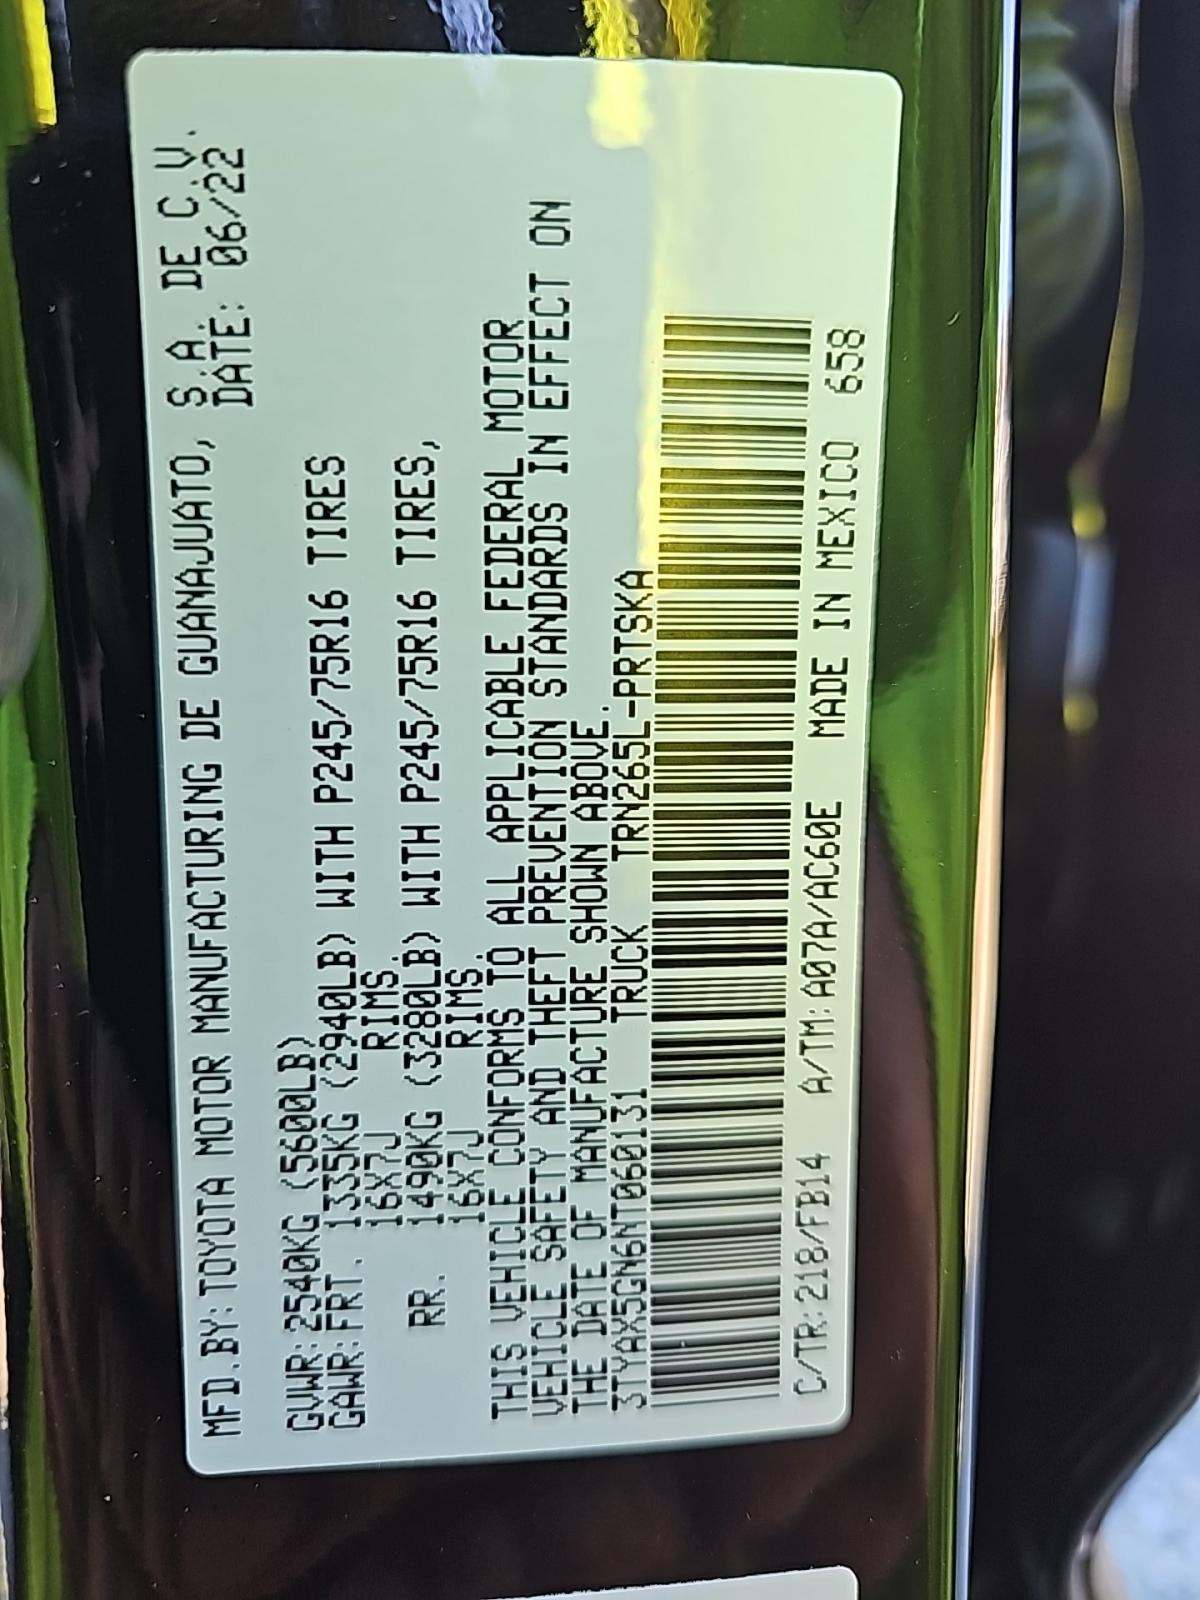 MFD.BY:TOYOTA MOTOR MANUFACTURING DE GUANAJUATO, S.A. DE C.V.
DATE: 06/22
GVWR:2540KG (5600LB)
GAWR:FRT. 1335KG (2940LB) WITH P245/75R16 TIRES
16X7J RIMS.
RR. 1490KG (3280LB) WITH P245/75R16 TIRES,
16X7J RIMS.
THIS VEHICLE CONFORMS TO ALL APPLICABLE FEDERAL MOTOR
VEHICLE SAFETY AND THEFT PREVENTION STANDARDS IN EFFECT ON
THE DATE OF MANUFACTURE SHOWN ABOVE.
3TYAX5GN6NT060131 TRUCK TRN265L-PRTSKA
C/TR:218/FB14 A/TM:A07A/AC60E MADE IN MEXICO 658